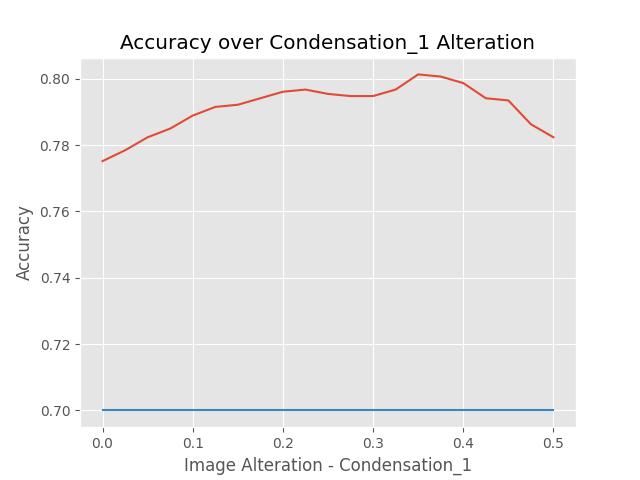 Accuracy over Condensation_1 Alteration
0.80
0.78
0.76
0.74
0.72
0.70
Accuracy
0.0 0.1 0.2 0.3 0.4 0.5
Image Alteration - Condensation_1